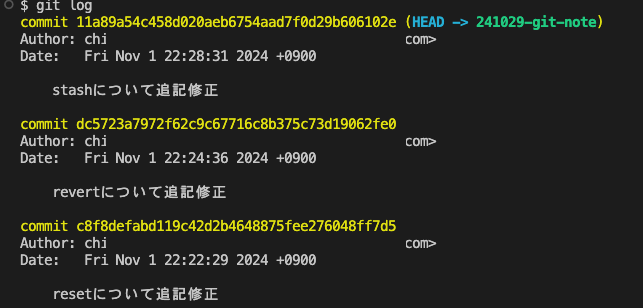 $ git log
commit 11a89a54c458d020aeb6754aad7f0d29b606102e (HEAD -> 241029-git-note)
Author: chi com>
Date:   Fri Nov 1 22:28:31 2024 +0900
stashについて追記修正
commit dc5723a7972f62c9c67716c8b375c73d19062fe0
Author: chi com>
Date:   Fri Nov 1 22:24:36 2024 +0900
revertについて追記修正
commit c8f8defabd119c42d2b4648875fee276048ff7d5
Author: chi com>
Date:   Fri Nov 1 22:22:29 2024 +0900
resetについて追記修正